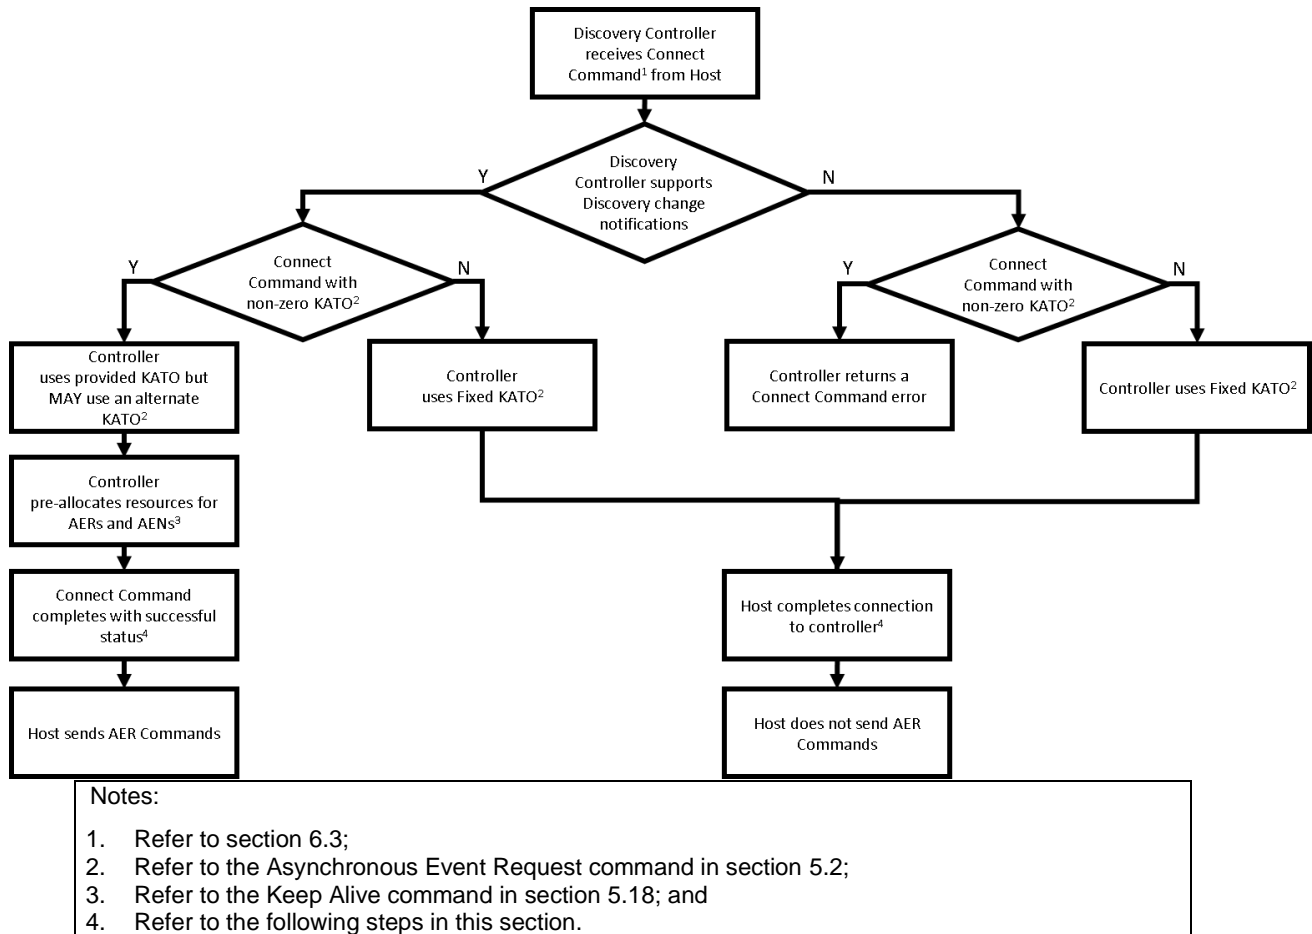 Discovery Controller
receives Connect
Command¹ from Host
Discovery
Controller supports
Discovery change
notifications
Y
N
Connect
Command with
non-zero KATO²
Y
N
Connect
Command with
non-zero KATO²
Y
N
Controller
uses provided KATO but
MAY use an alternate
KATO²
Controller
uses Fixed KATO²
Controller returns a
Connect Command error
Controller uses Fixed KATO²
Controller
pre-allocates resources for
AERs and AENs³
Connect Command
completes with successful
status⁴
Host completes connection
to controller⁴
Host sends AER Commands
Host does not send AER
Commands
Notes:
1. Refer to section 6.3;
2. Refer to the Asynchronous Event Request command in section 5.2;
3. Refer to the Keep Alive command in section 5.18; and
4. Refer to the following steps in this section.